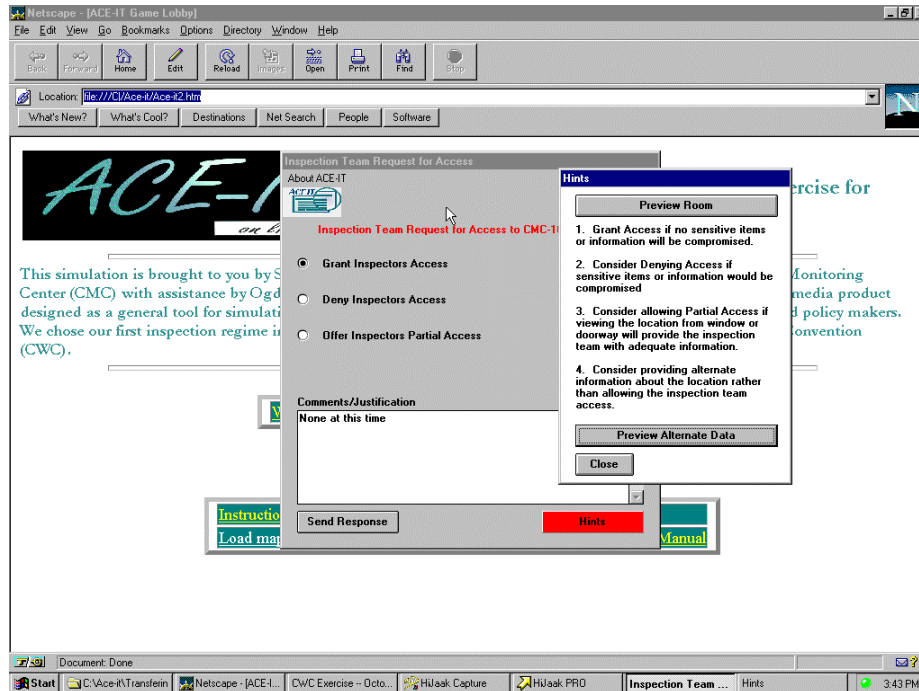 Netscape - [ACE-IT Game Lobby]
File Edit View Go Bookmarks Options Directory Window Help
Back Forward Home Edit Reload Images Open Print Find Stop
Location: file:///C|/Ace-it/Ace-it2.htm
N
What's New? What's Cool? Destinations Net Search People Software
ACE-I
on
ercise for
This simulation is brought to you by S
Monitoring
Center (CMC) with assistance by Ogd
media product
designed as a general tool for simulati
d policy makers.
We chose our first inspection regime i
onvention
(CWC).
Instructio
Load map
Manual
Inspection Team Request for Access
About ACE-IT
ACE IT
Inspection Team Request for Access to CMC-1
Grant Inspectors Access
Deny Inspectors Access
Offer Inspectors Partial Access
Comments/Justification
None at this time
Send Response
Hints
Hints
Preview Room
1. Grant Access if no sensitive items
or information will be compromised.
2. Consider Denying Access if
sensitive items or information would be
compromised
3. Consider allowing Partial Access if
viewing the location from window or
doorway will provide the inspection
team with adequate information.
4. Consider providing alternate
information about the location rather
than allowing the inspection team
access.
Preview Alternate Data
Close
Document: Done
Start C:\Ace-it\Transferin Netscape - [ACE-I... CWC Exercise -- Octo... HiJaak Capture HiJaak PRO Inspection Team ... Hints 3:43 PM